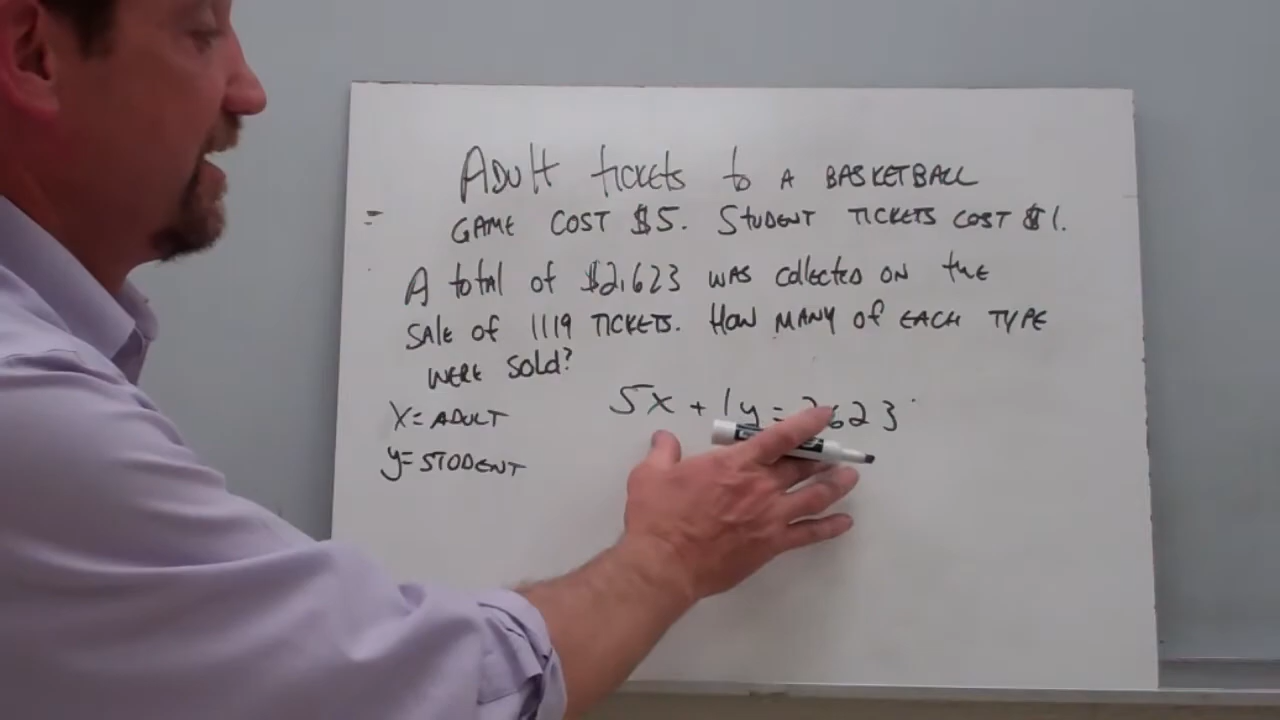 ADULT TICKETS TO A BASKETBALL
GAME COST $5. STUDENT TICKETS COST $1.
A total of $2,623 was collected on the
SALE of 1119 TICKETS. HOW MANY of EACH TYPE
WERE SOLD?
X = ADULT
5x + 1y = 2623
y = STUDENT